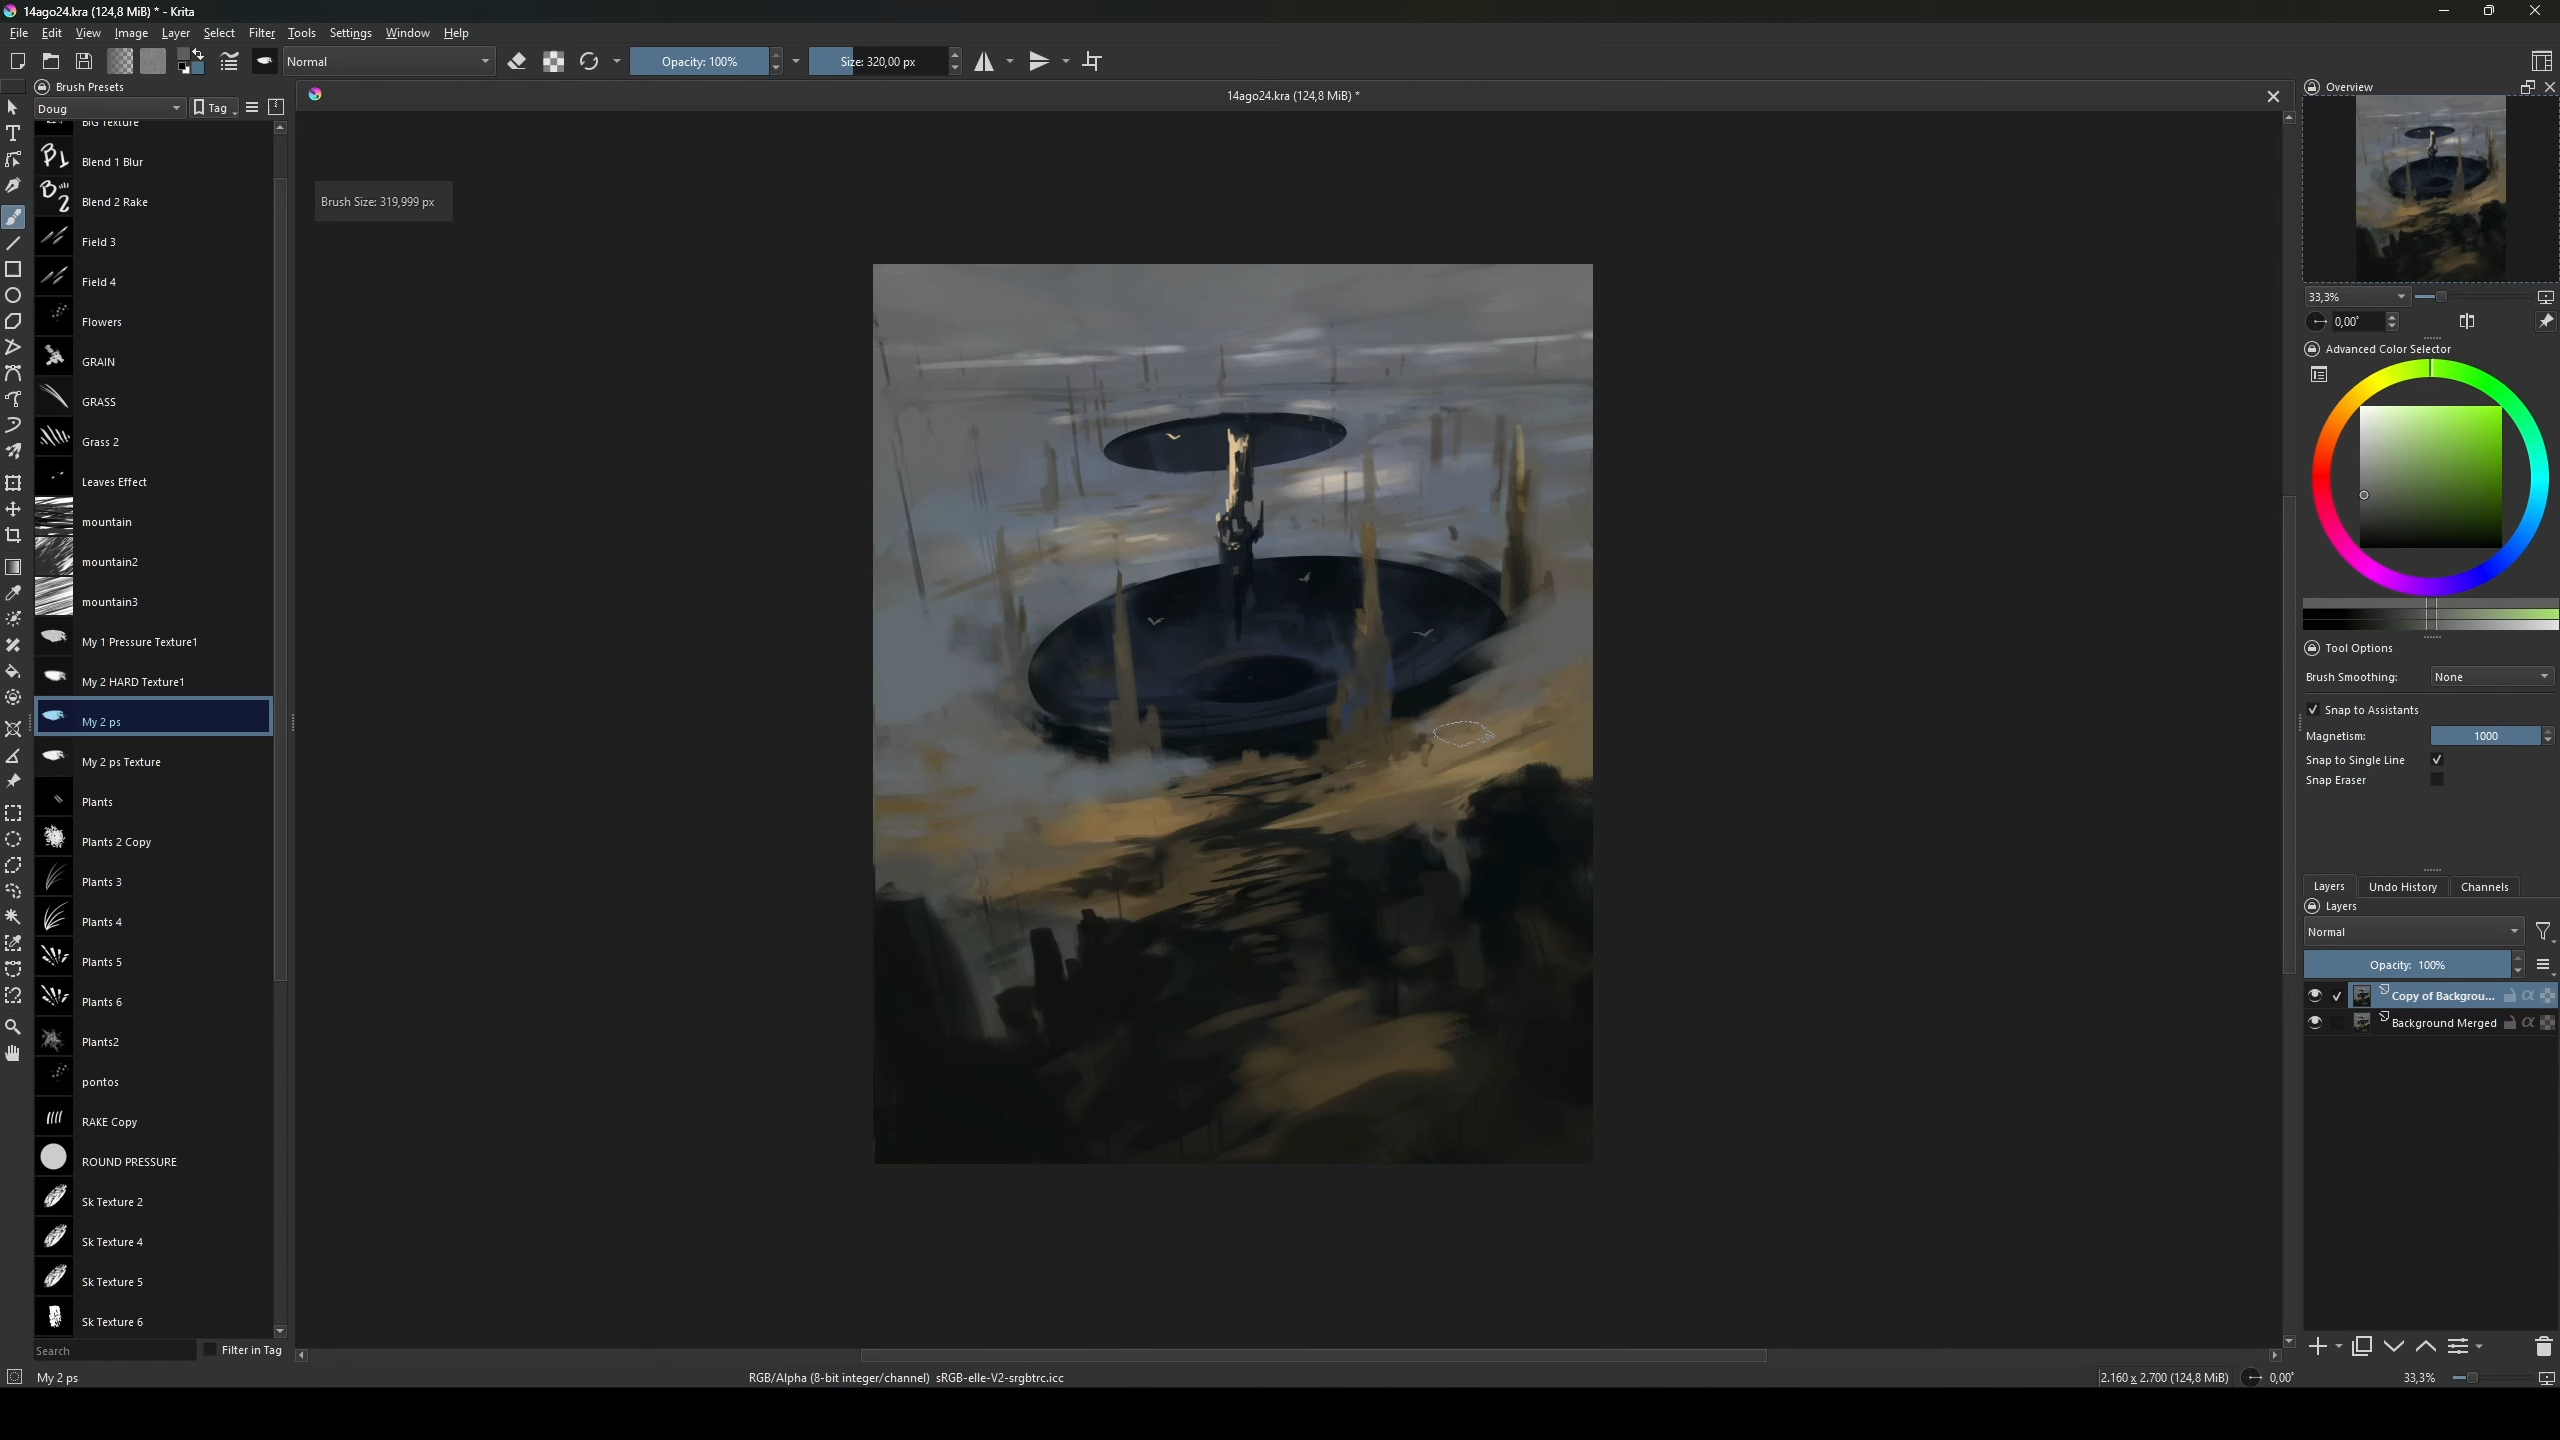 14ago24.kra (124,8 MiB) * - Krita
File Edit View Image Layer Select Filter Tools Settings Window Help
Normal
Opacity: 100%
Size: 320,00 px
Brush Presets
Doug
Tag
BIG Texture
Blend 1 Blur
Blend 2 Rake
Field 3
Field 4
Flowers
GRAIN
GRASS
Grass 2
Leaves Effect
mountain
mountain2
mountain3
My 1 Pressure Texture1
My 2 HARD Texture1
My 2 ps
My 2 ps Texture
Plants
Plants 2 Copy
Plants 3
Plants 4
Plants 5
Plants 6
Plants2
pontos
RAKE Copy
ROUND PRESSURE
Sk Texture 2
Sk Texture 4
Sk Texture 5
Sk Texture 6
Search
Filter in Tag
My 2 ps
14ago24.kra (124,8 MiB) *
Brush Size: 319,999 px
RGB/Alpha (8-bit integer/channel) sRGB-elle-V2-srgbtrc.icc
2.160 x 2.700 (124,8 MiB)
0,00°
33,3%
Overview
33,3%
0,00°
Advanced Color Selector
Tool Options
Brush Smoothing: None
Snap to Assistants
Magnetism: 1000
Snap to Single Line
Snap Eraser
Layers Undo History Channels
Layers
Normal
Opacity: 100%
Copy of Backgrou...
Background Merged